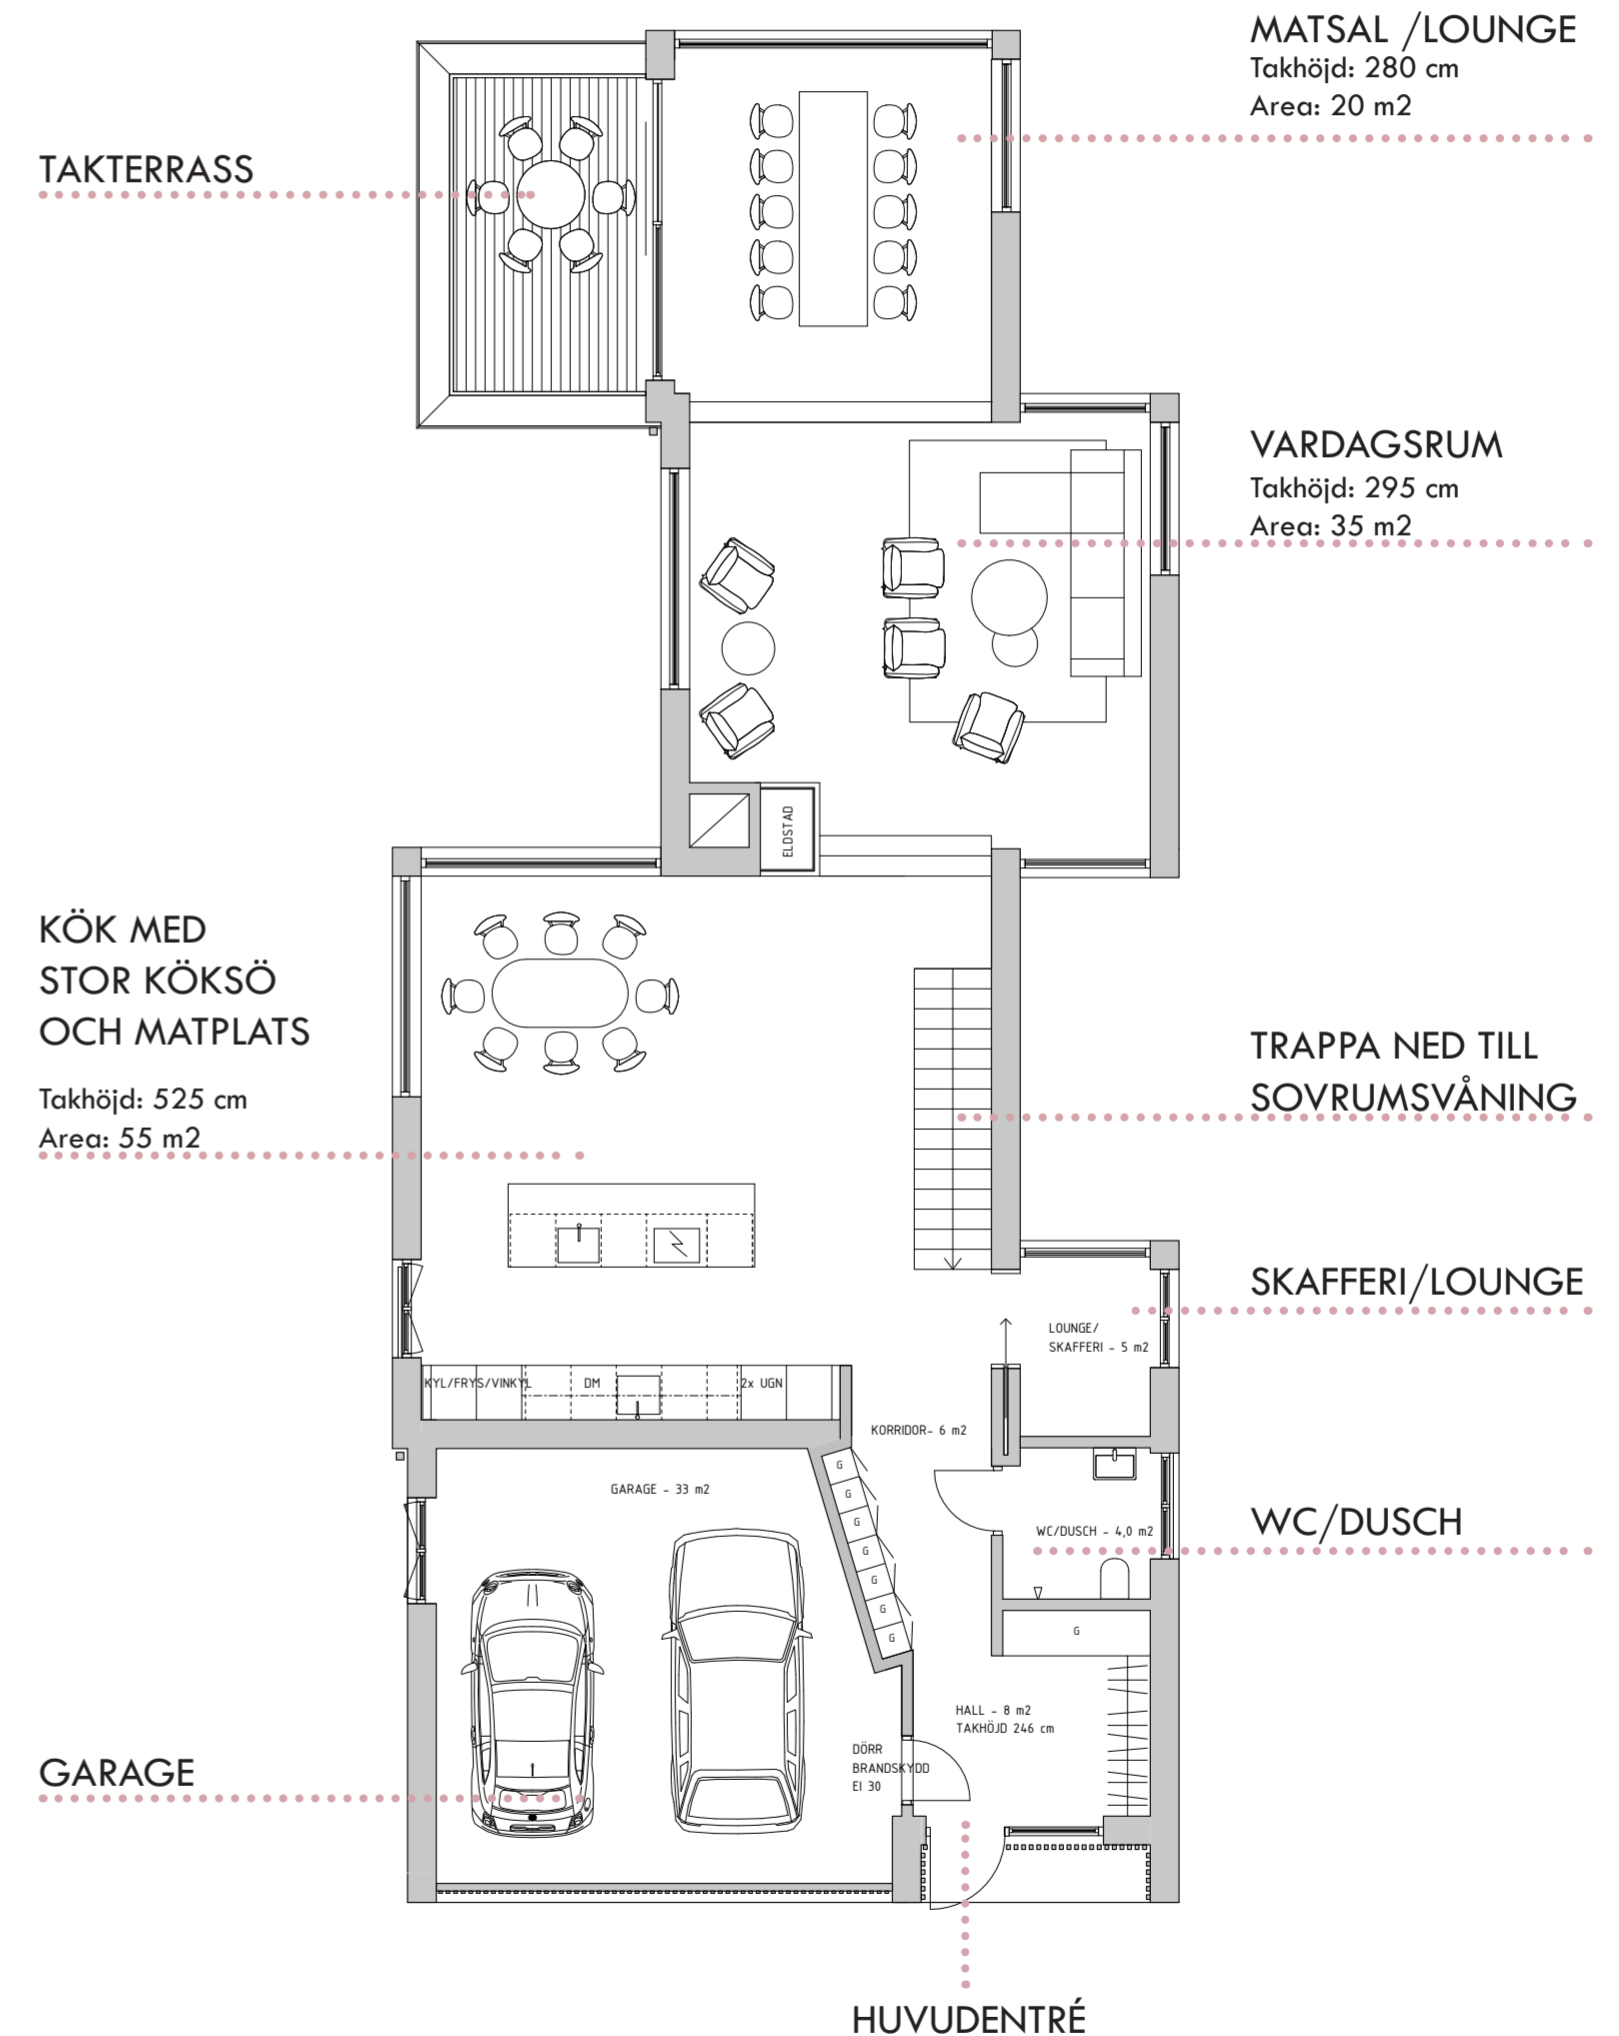 MATSAL /LOUNGE
Takhöjd: 280 cm
Area: 20 m2
TAKTERRASS
VARDAGSRUM
Takhöjd: 295 cm
Area: 35 m2
ELDSTAD
KÖK MED
STOR KÖKSÖ
OCH MATPLATS
Takhöjd: 525 cm
Area: 55 m2
TRAPPA NED TILL
SOVRUMSVÅNING
SKAFFERI/LOUNGE
LOUNGE/
SKAFFERI - 5 m2
KYL/FRYS/VINKYL
DM
2x UGN
KORRIDOR- 6 m2
G
G
G
G
G
G
G
GARAGE - 33 m2
WC/DUSCH - 4,0 m2
WC/DUSCH
G
HALL - 8 m2
TAKHÖJD 246 cm
DÖRR
BRANDSKYDD
EI 30
GARAGE
HUVUDENTRÉ